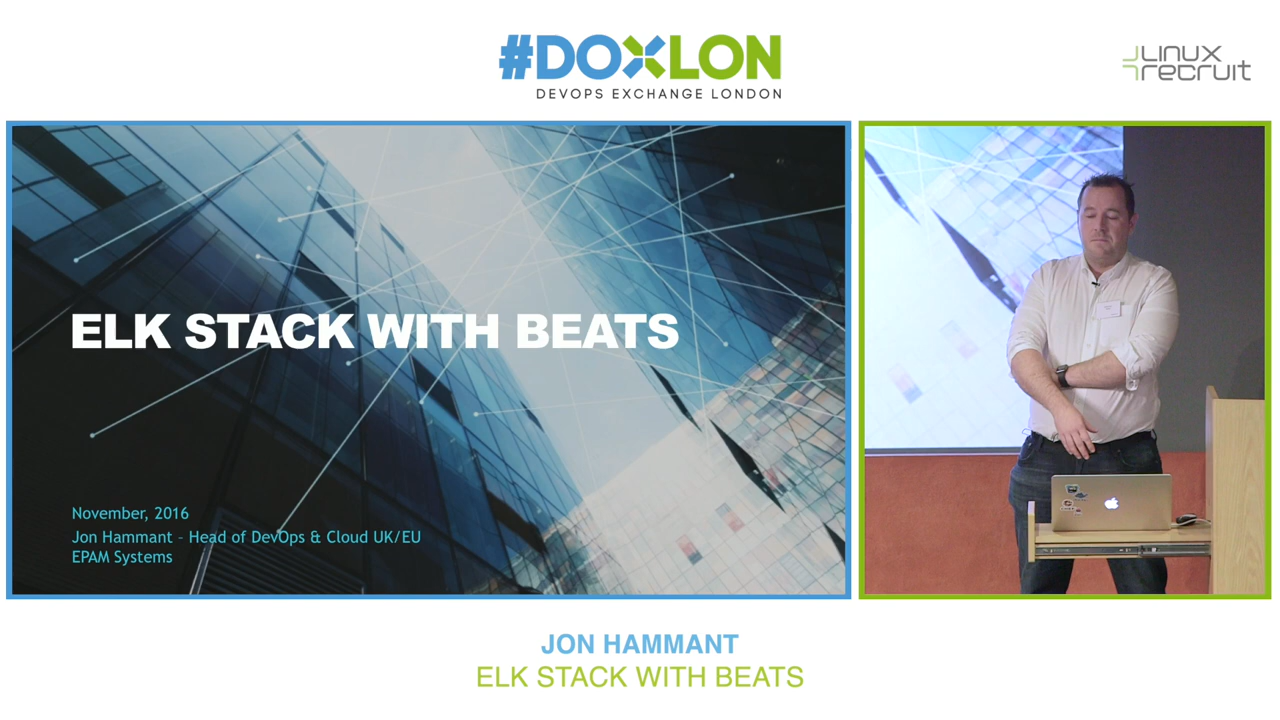 #DOXLON
DEVOPS EXCHANGE LONDON
LINUX
recruit
ELK STACK WITH BEATS
November, 2016
Jon Hammant - Head of DevOps & Cloud UK/EU
EPAM Systems
JON HAMMANT
ELK STACK WITH BEATS